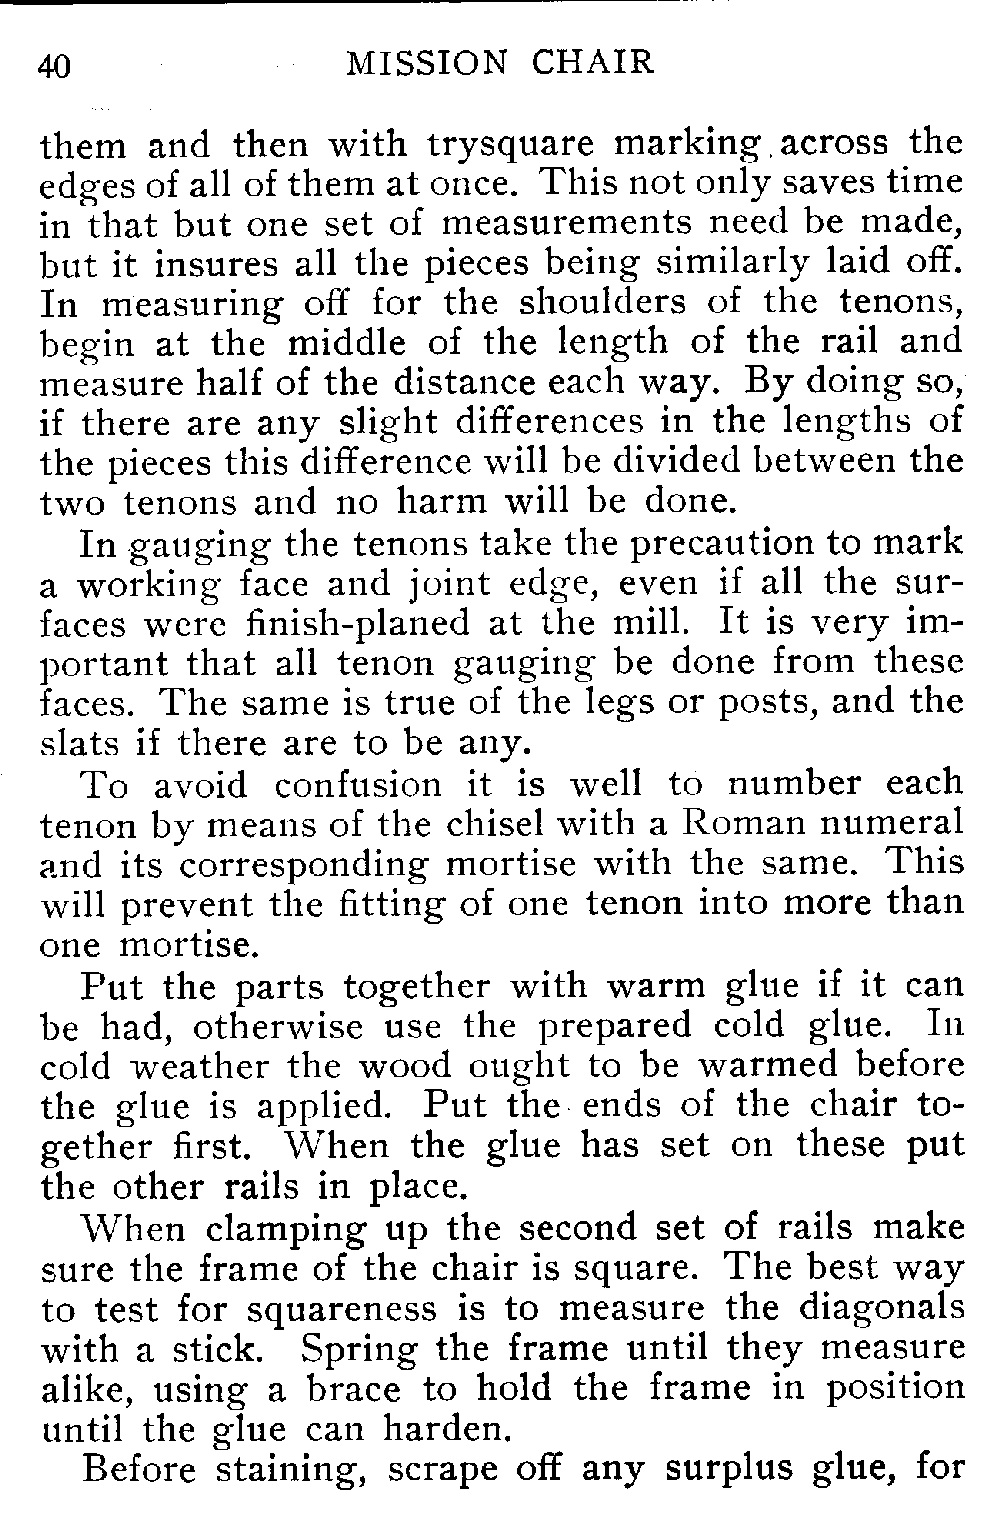 40 MISSION CHAIR
them and then with trysquare marking across the
edges of all of them at once. This not only saves time
in that but one set of measurements need be made,
but it insures all the pieces being similarly laid off.
In measuring off for the shoulders of the tenons,
begin at the middle of the length of the rail and
measure half of the distance each way. By doing so,
if there are any slight differences in the lengths of
the pieces this difference will be divided between the
two tenons and no harm will be done.
In gauging the tenons take the precaution to mark
a working face and joint edge, even if all the sur-
faces were finish-planed at the mill. It is very im-
portant that all tenon gauging be done from these
faces. The same is true of the legs or posts, and the
slats if there are to be any.
To avoid confusion it is well to number each
tenon by means of the chisel with a Roman numeral
and its corresponding mortise with the same. This
will prevent the fitting of one tenon into more than
one mortise.
Put the parts together with warm glue if it can
be had, otherwise use the prepared cold glue. In
cold weather the wood ought to be warmed before
the glue is applied. Put the ends of the chair to-
gether first. When the glue has set on these put
the other rails in place.
When clamping up the second set of rails make
sure the frame of the chair is square. The best way
to test for squareness is to measure the diagonals
with a stick. Spring the frame until they measure
alike, using a brace to hold the frame in position
until the glue can harden.
Before staining, scrape off any surplus glue, for